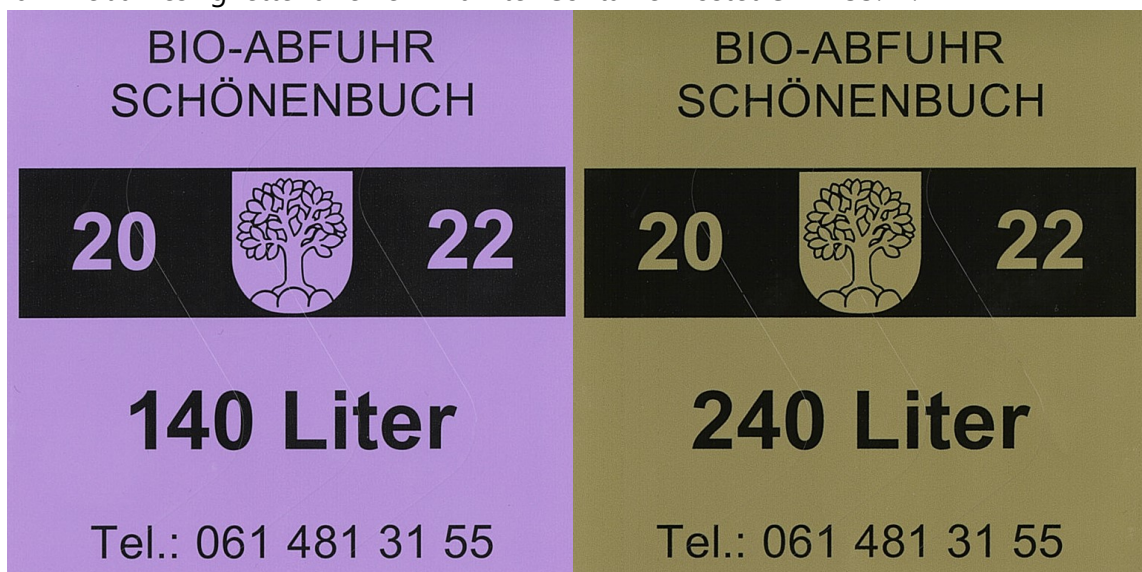 BIO-ABFUHR
SCHÖNENBUCH
20 22
140 Liter
Tel.: 061 481 31 55
BIO-ABFUHR
SCHÖNENBUCH
20 22
240 Liter
Tel.: 061 481 31 55